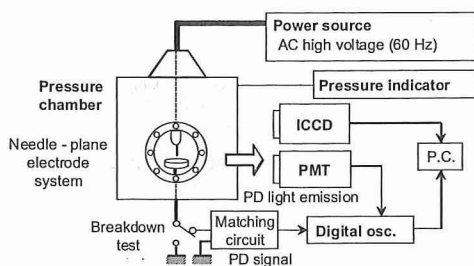 Power source
AC high voltage (60 Hz)
Pressure
chamber
Pressure indicator
ICCD
Needle - plane
electrode
system
PMT
P.C.
PD light emission
Breakdown
test
Matching
circuit
Digital osc.
PD signal